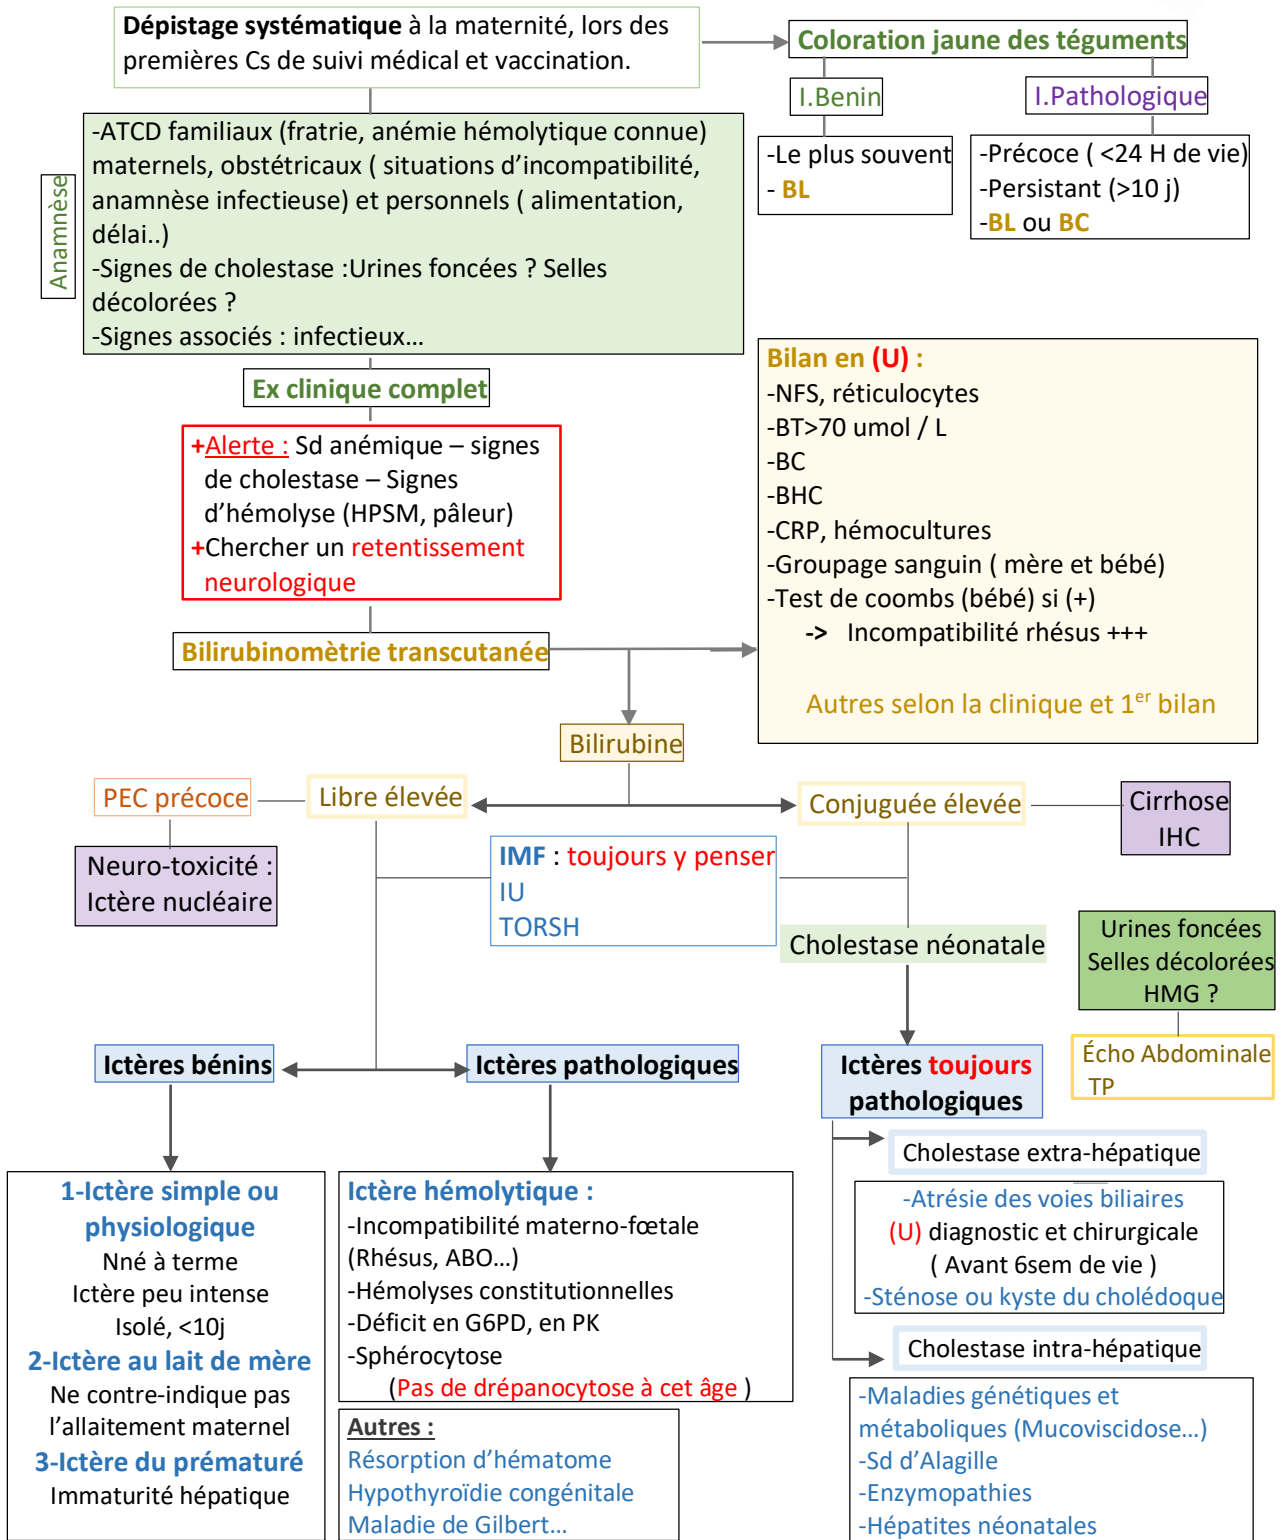 Dépistage systématique à la maternité, lors des
premières Cs de suivi médical et vaccination.
Coloration jaune des téguments
I.Benin
I.Pathologique
-Le plus souvent
- BL
-Précoce ( <24 H de vie)
-Persistant (>10 j)
-BL ou BC
Anamnèse
-ATCD familiaux (fratrie, anémie hémolytique connue)
maternels, obstétricaux ( situations d’incompatibilité,
anamnèse infectieuse) et personnels ( alimentation,
délai..)
-Signes de cholestase :Urines foncées ? Selles
décolorées ?
-Signes associés : infectieux…
Ex clinique complet
+Alerte : Sd anémique – signes
de cholestase – Signes
d’hémolyse (HPSM, pâleur)
+Chercher un retentissement
neurologique
Bilirubinomètrie transcutanée
Bilan en (U) :
-NFS, réticulocytes
-BT>70 umol / L
-BC
-BHC
-CRP, hémocultures
-Groupage sanguin ( mère et bébé)
-Test de coombs (bébé) si (+)
-> Incompatibilité rhésus +++
Autres selon la clinique et 1er bilan
Bilirubine
PEC précoce
Libre élevée
Conjuguée élevée
Cirrhose
IHC
Neuro-toxicité :
Ictère nucléaire
IMF : toujours y penser
IU
TORSH
Cholestase néonatale
Urines foncées
Selles décolorées
HMG ?
Écho Abdominale
TP
Ictères bénins
Ictères pathologiques
Ictères toujours
pathologiques
1-Ictère simple ou
physiologique
Nné à terme
Ictère peu intense
Isolé, <10j
2-Ictère au lait de mère
Ne contre-indique pas
l’allaitement maternel
3-Ictère du prématuré
Immaturité hépatique
Ictère hémolytique :
-Incompatibilité materno-fœtale
(Rhésus, ABO…)
-Hémolyses constitutionnelles
-Déficit en G6PD, en PK
-Sphérocytose
(Pas de drépanocytose à cet âge )
Autres :
Résorption d’hématome
Hypothyroïdie congénitale
Maladie de Gilbert…
Cholestase extra-hépatique
-Atrésie des voies biliaires
(U) diagnostic et chirurgicale
( Avant 6sem de vie )
-Sténose ou kyste du cholédoque
Cholestase intra-hépatique
-Maladies génétiques et
métaboliques (Mucoviscidose…)
-Sd d’Alagille
-Enzymopathies
-Hépatites néonatales